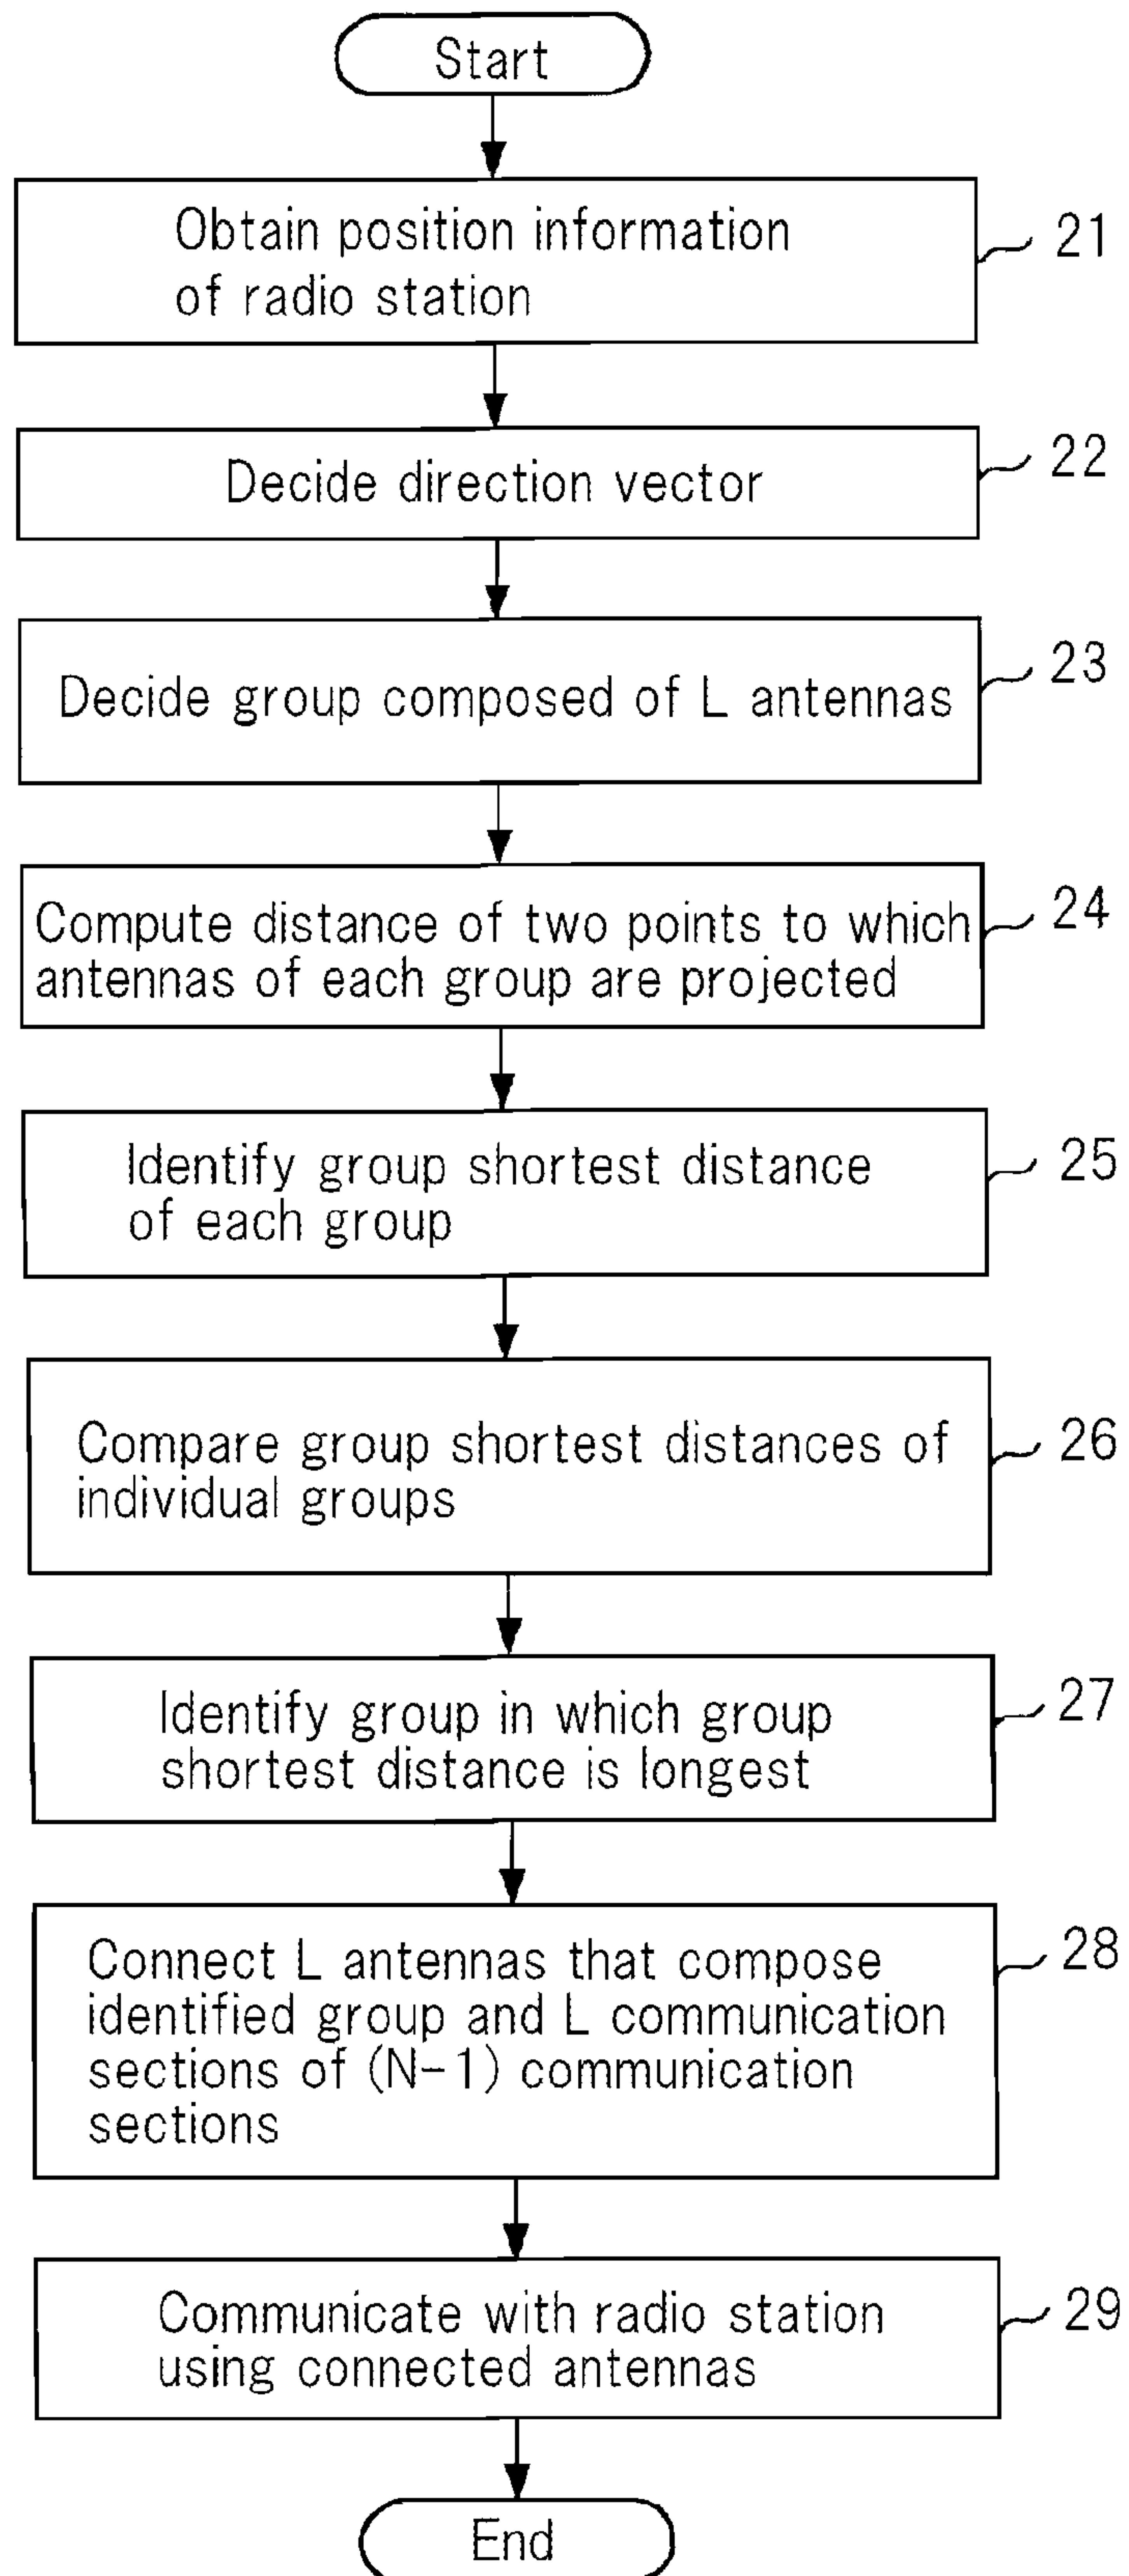 Start
Obtain position information
of radio station
21
Decide direction vector
22
Decide group composed of L antennas
23
Compute distance of two points to which
antennas of each group are projected
24
Identify group shortest distance
of each group
25
Compare group shortest distances of
individual groups
26
Identify group in which group
shortest distance is longest
27
Connect L antennas that compose
identified group and L communication
sections of (N-1) communication
sections
28
Communicate with radio station
using connected antennas
29
End